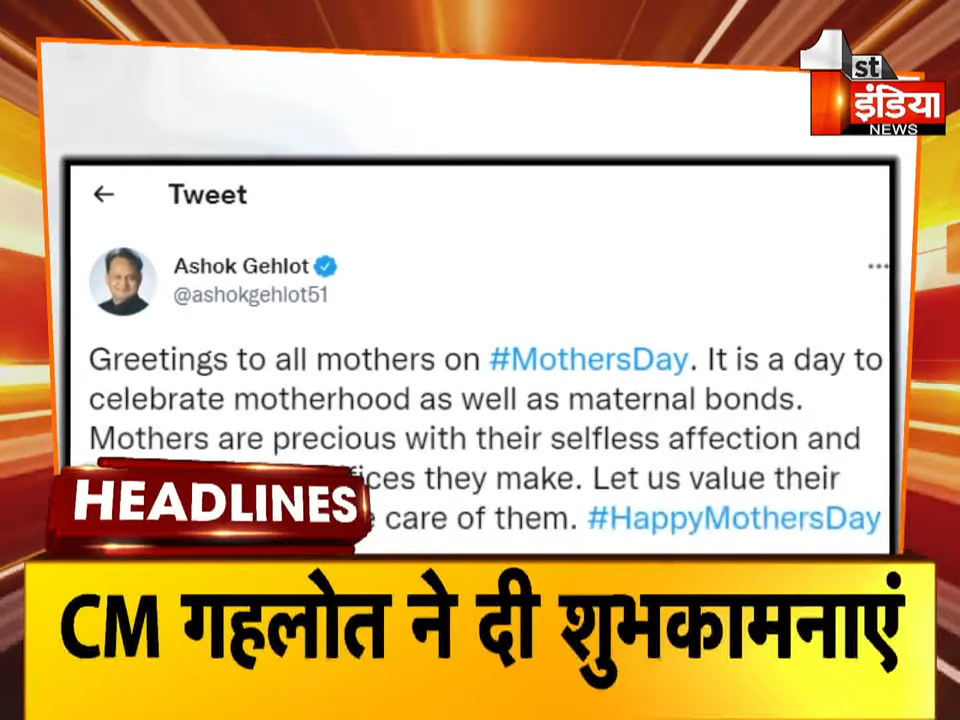 1st
इंडिया
NEWS
Tweet
Ashok Gehlot
@ashokgehlot51
Greetings to all mothers on #MothersDay. It is a day to
celebrate motherhood as well as maternal bonds.
Mothers are precious with their selfless affection and
they make. Let us value their
HEADLINES
care of them. #HappyMothersDay
CM गहलोत ने दी शुभकामनाएं